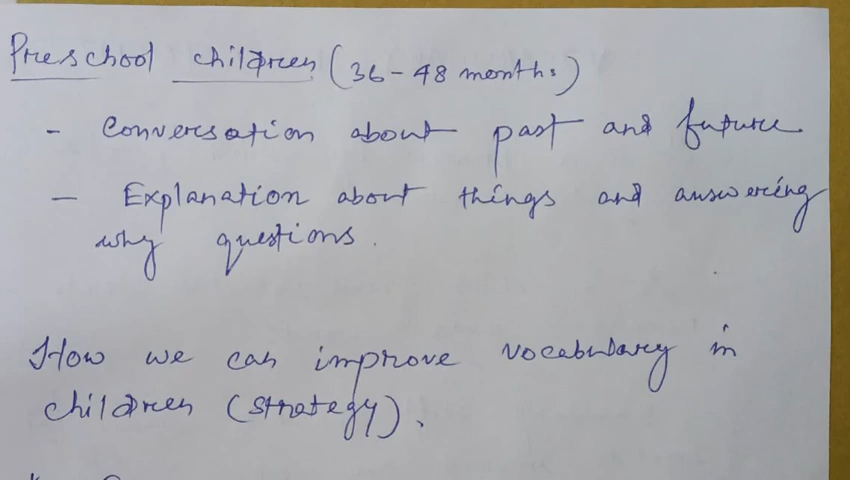 Preschool children (36-48 months)
- Conversation about past and future
- Explanation about things and answering
why questions.
How we can improve vocabulary in
children (strategy).